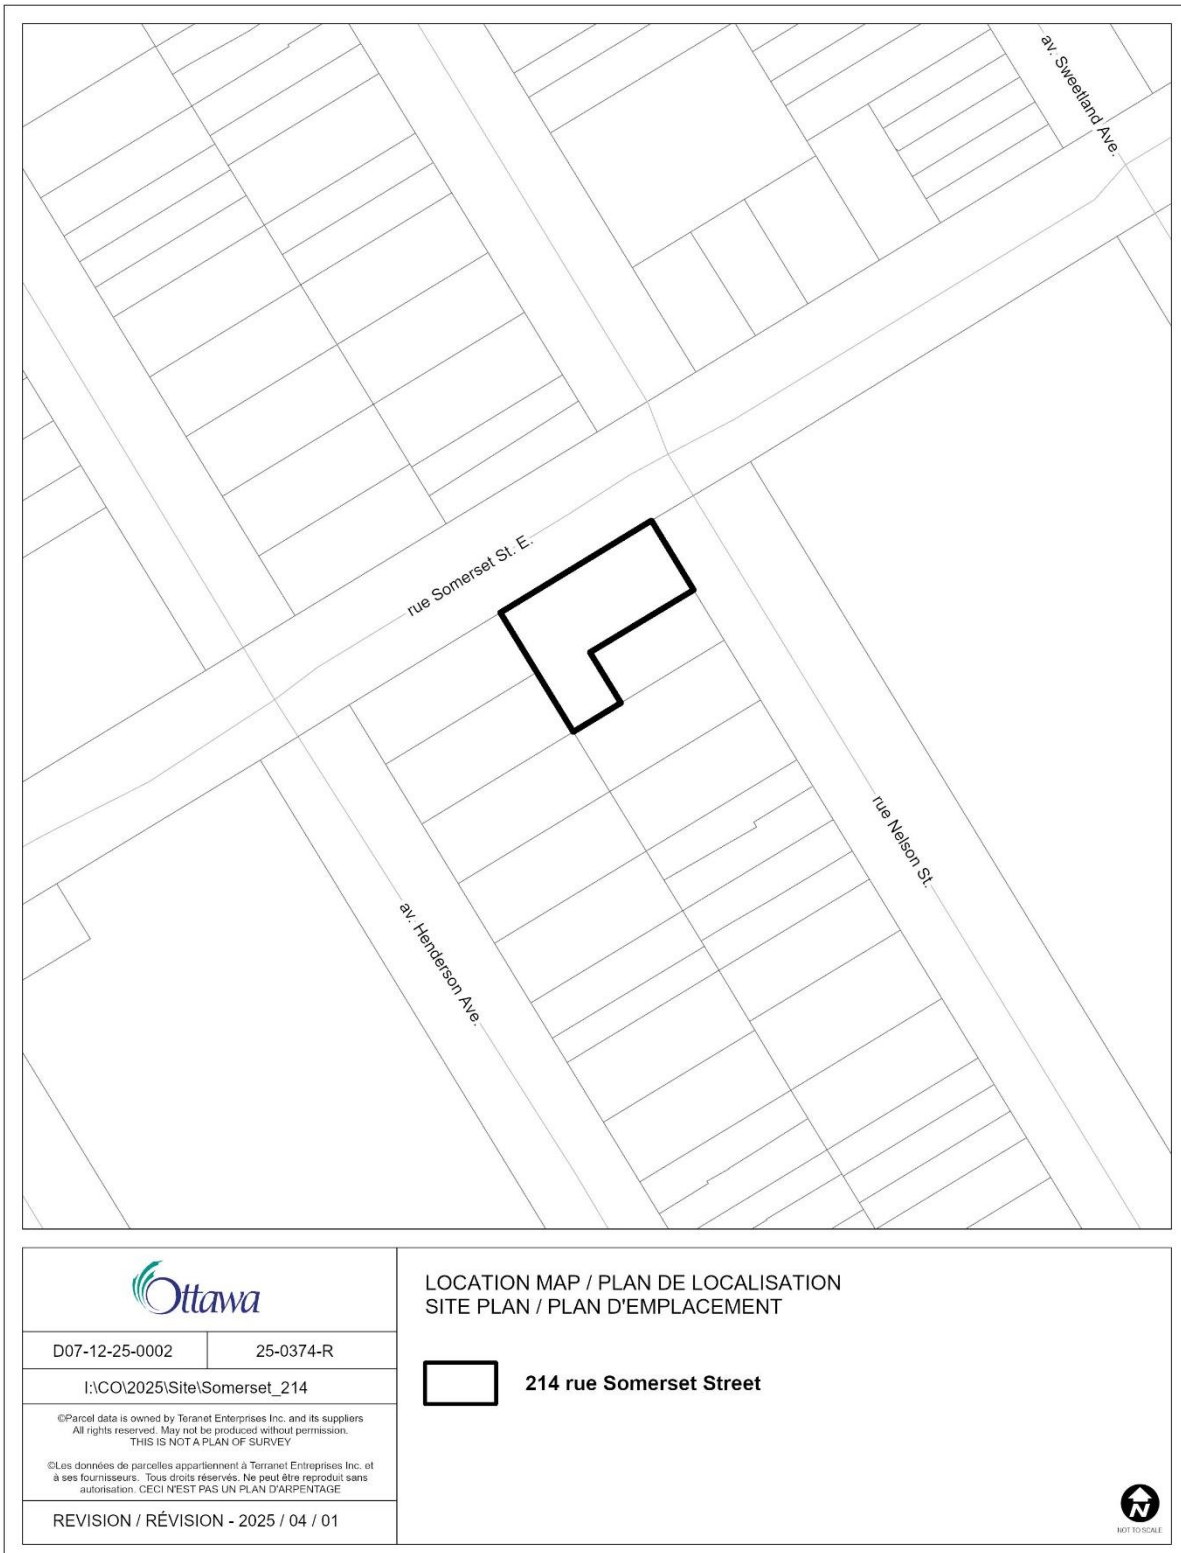 av. Sweetland Ave.
rue Somerset St. E.
rue Nelson St.
av. Henderson Ave.
Ottawa
D07-12-25-0002
25-0374-R
I:\CO\2025\Site\Somerset_214
©Parcel data is owned by Teranet Enterprises Inc. and its suppliers
All rights reserved. May not be produced without permission.
THIS IS NOT A PLAN OF SURVEY
©Les données de parcelles appartiennent à Terranet Entreprises Inc. et
à ses fournisseurs. Tous droits réservés. Ne peut être reproduit sans
autorisation. CECI N'EST PAS UN PLAN D'ARPENTAGE
REVISION / RÉVISION - 2025 / 04 / 01
LOCATION MAP / PLAN DE LOCALISATION
SITE PLAN / PLAN D'EMPLACEMENT
214 rue Somerset Street
N
NOT TO SCALE